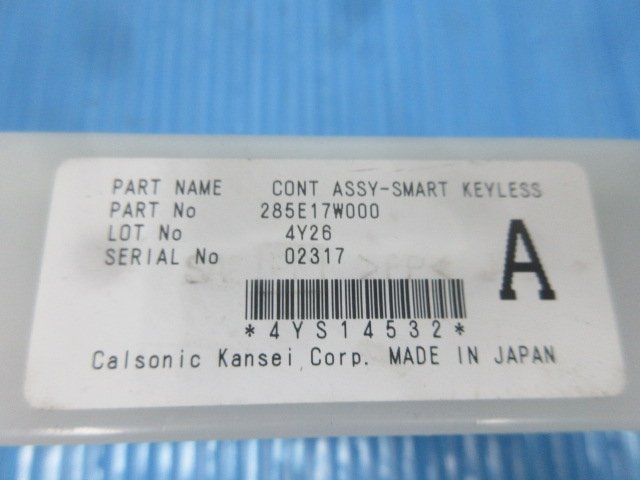 PART NAME CONT ASSY-SMART KEYLESS
PART No 285E17W000
LOT No 4Y26
SERIAL No 02317
A
*4YS14532*
Calsonic Kansei Corp. MADE IN JAPAN